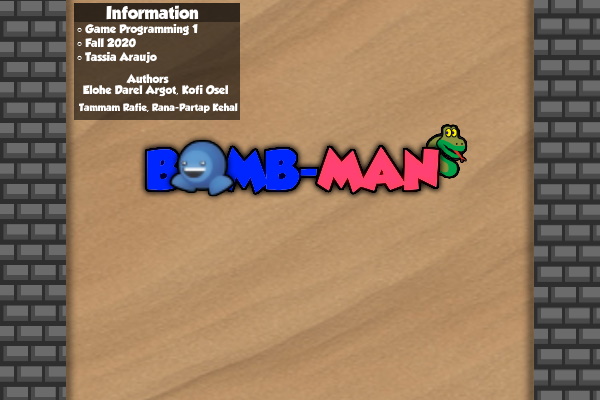 Information
○ Game Programming 1
○ Fall 2020
○ Tassia Araujo
Authors
Elohe Darel Argot, Kofi Osei
Tammam Rafie, Rana-Partap Kehal
BOMB-MAN